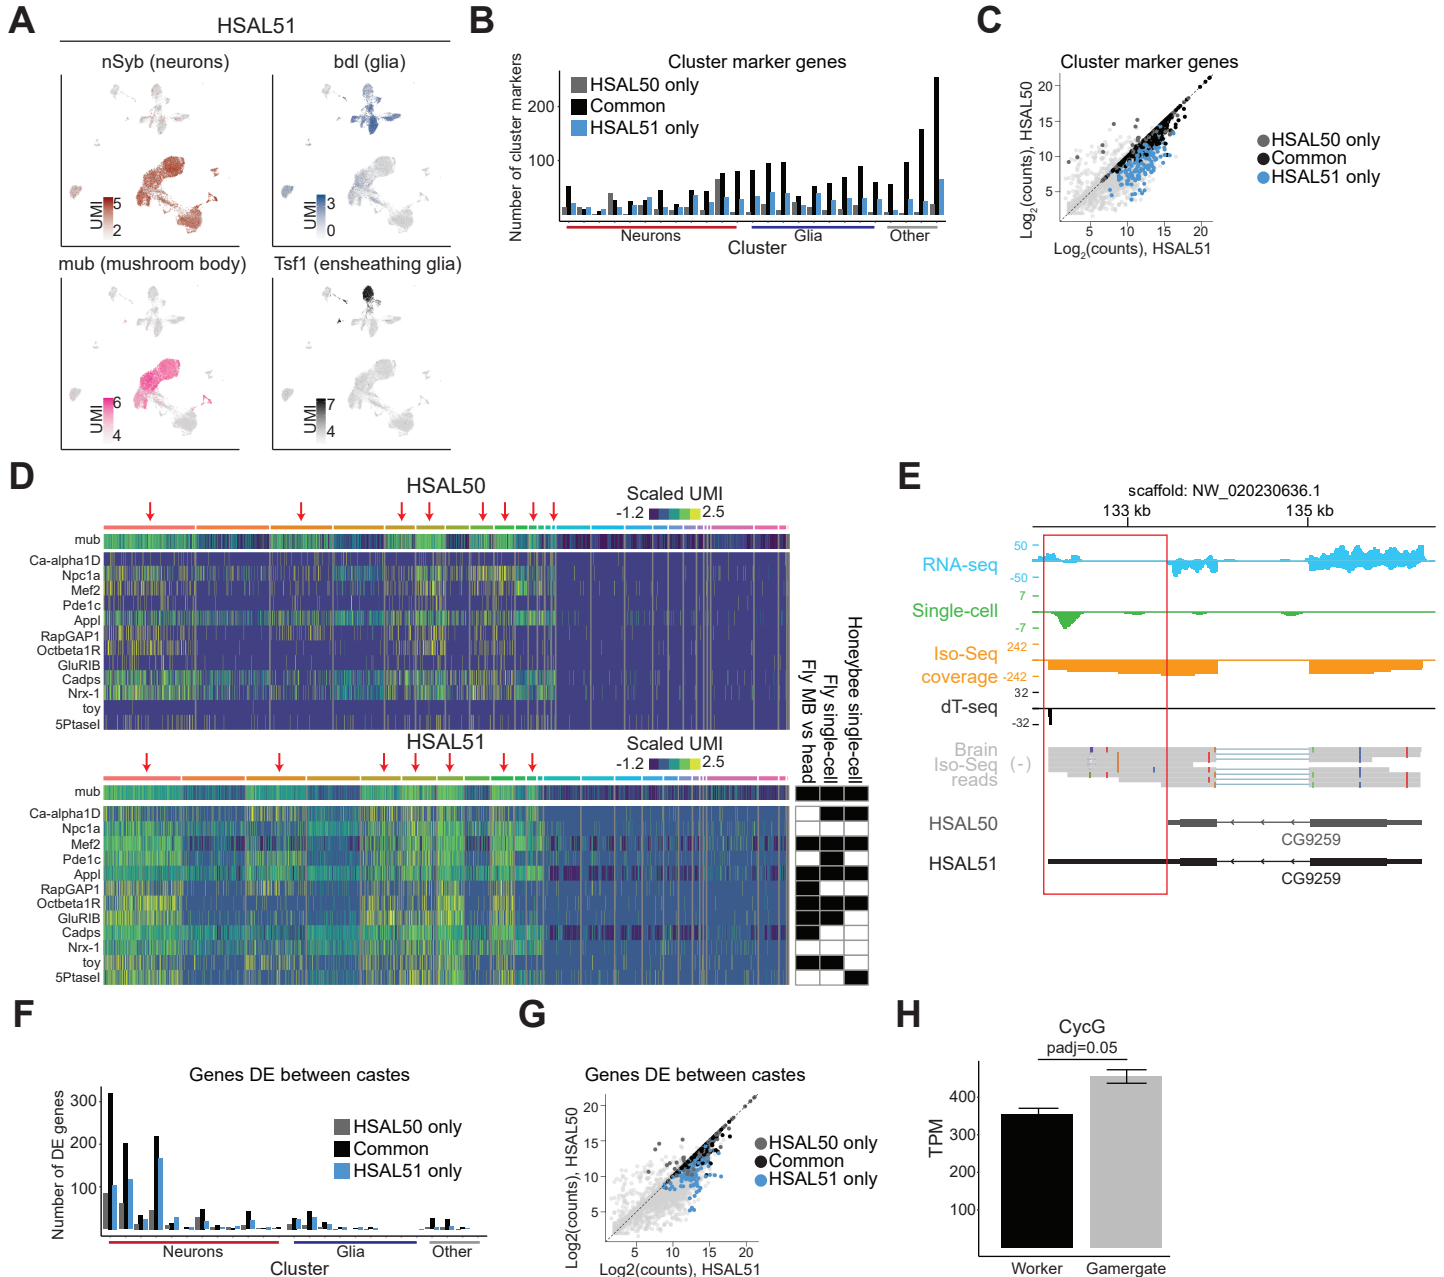 A
HSAL51
nSyb (neurons)
bdl (glia)
UMI
5
2
UMI
3
0
mub (mushroom body)
Tsf1 (ensheathing glia)
UMI
6
4
UMI
7
4
B
Cluster marker genes
Number of cluster markers
200
100
HSAL50 only
Common
HSAL51 only
Neurons
Glia
Other
Cluster
C
Cluster marker genes
Log2(counts), HSAL50
20
15
10
5
5 10 15 20
Log2(counts), HSAL51
HSAL50 only
Common
HSAL51 only
D
HSAL50
Scaled UMI
-1.2 2.5
mub
Ca-alpha1D
Npc1a
Mef2
Pde1c
Appl
RapGAP1
Octbeta1R
GluRIB
Cadps
Nrx-1
toy
5PtaseI
HSAL51
Scaled UMI
-1.2 2.5
Fly MB vs head
Fly single-cell
Honeybee single-cell
mub
Ca-alpha1D
Npc1a
Mef2
Pde1c
Appl
RapGAP1
Octbeta1R
GluRIB
Cadps
Nrx-1
toy
5PtaseI
E
scaffold: NW_020230636.1
133 kb 135 kb
50
RNA-seq
-50
7
Single-cell
-7
242
Iso-Seq
coverage
-242
32
dT-seq
-32
Brain
Iso-Seq
reads
(-)
HSAL50
CG9259
HSAL51
CG9259
F
Genes DE between castes
Number of DE genes
300
200
100
HSAL50 only
Common
HSAL51 only
Neurons
Glia
Other
Cluster
G
Genes DE between castes
Log2(counts), HSAL50
20
15
10
5
5 10 15 20
Log2(counts), HSAL51
HSAL50 only
Common
HSAL51 only
H
CycG
padj=0.05
TPM
400
300
200
100
Worker
Gamergate